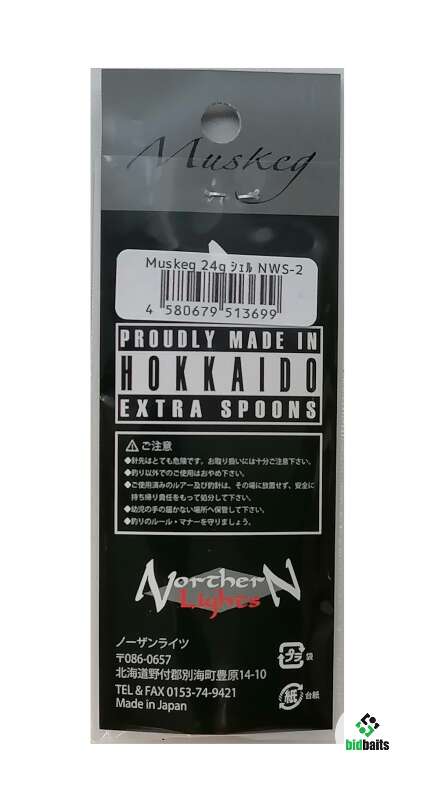 Muskeg
Muskeg 24g ｼｪﾙ NWS-2
4 580679 513699
PROUDLY MADE IN
HOKKAIDO
EXTRA SPOONS
ご注意
●針先はとても危険です。お取り扱いには十分ご注意下さい。
●釣り以外でのご使用はおやめ下さい。
●ご使用済みのルアー及び釣針は、その場に放置せず、安全に
持ち帰り責任をもって処分して下さい。
●幼児の手の届かない場所へ保管して下さい。
●釣りのルール・マナーを守りましょう。
Northern
Lights
ノーザンライツ
〒086-0657
北海道野付郡別海町豊原14-10
TEL & FAX 0153-74-9421
Made in Japan
プラ 袋
紙 台紙
bidbaits